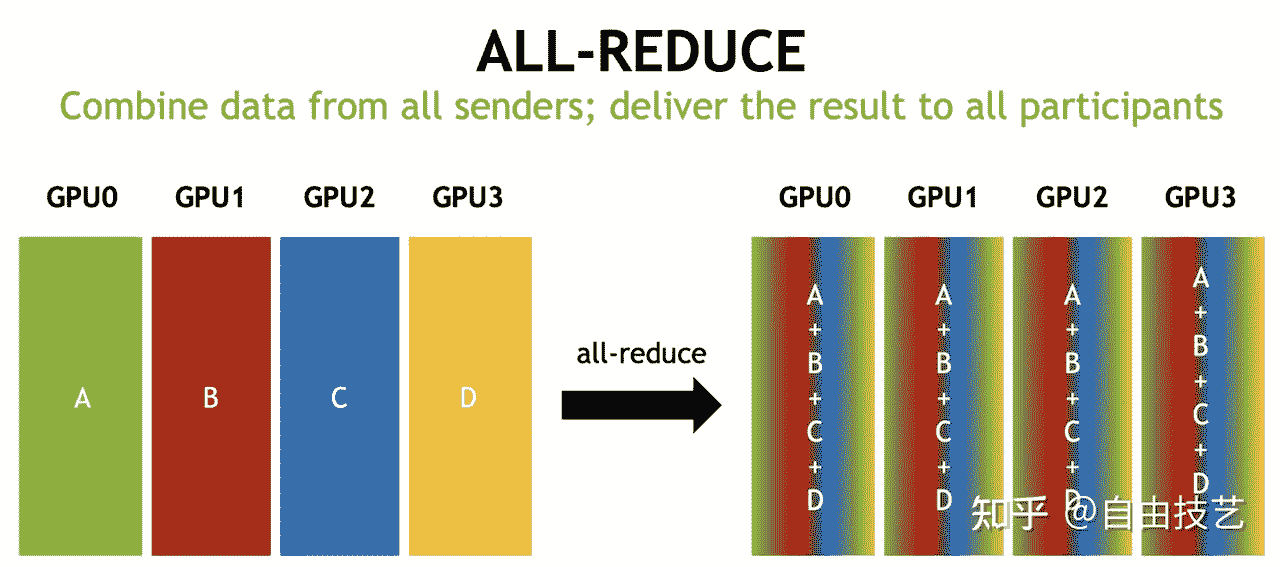 ALL-REDUCE
Combine data from all senders; deliver the result to all participants
GPU0 GPU1 GPU2 GPU3
A B C D
all-reduce
GPU0 GPU1 GPU2 GPU3
A
+
B
+
C
+
D
A
+
B
+
C
+
D
A
+
B
+
C
+
D
A
+
B
+
C
+
D
知乎 @自由技艺